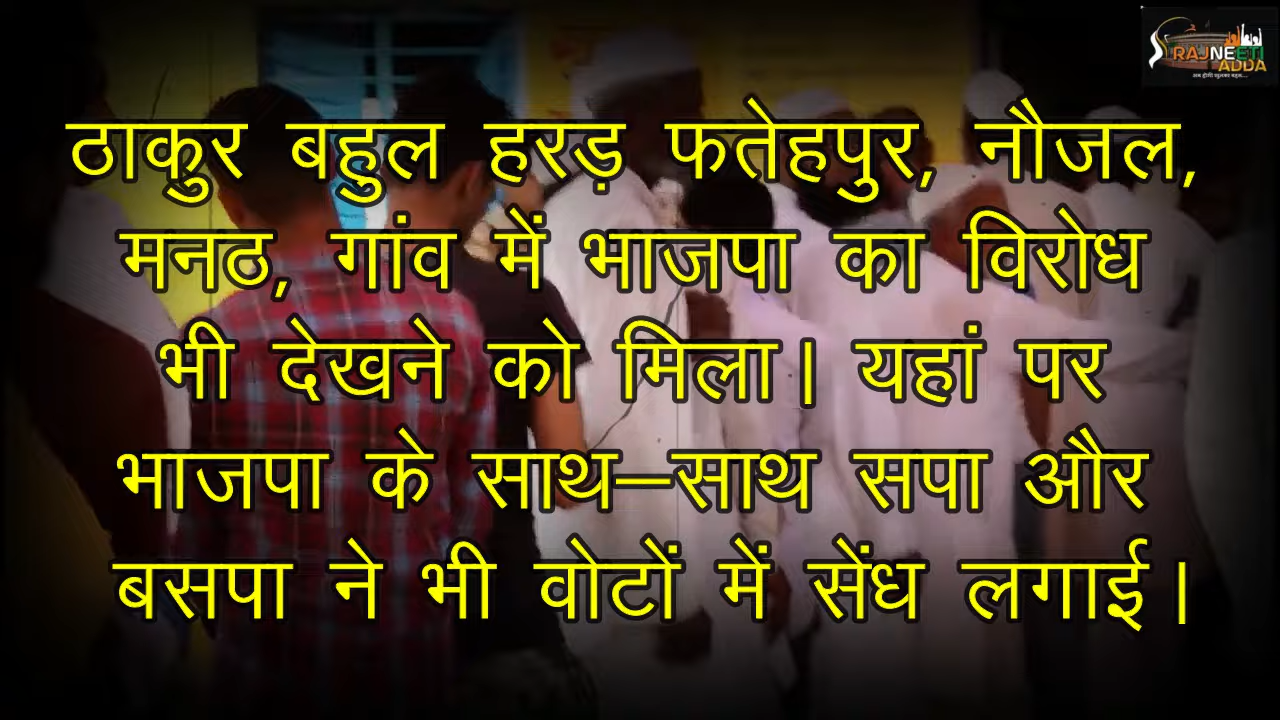 RAJNEETI
ADDA
ठाकुर बहुल हरड़ फतेहपुर, नौजल,
मनठ, गांव में भाजपा का विरोध
भी देखने को मिला। यहां पर
भाजपा के साथ–साथ सपा और
बसपा ने भी वोटों में सेंध लगाई।